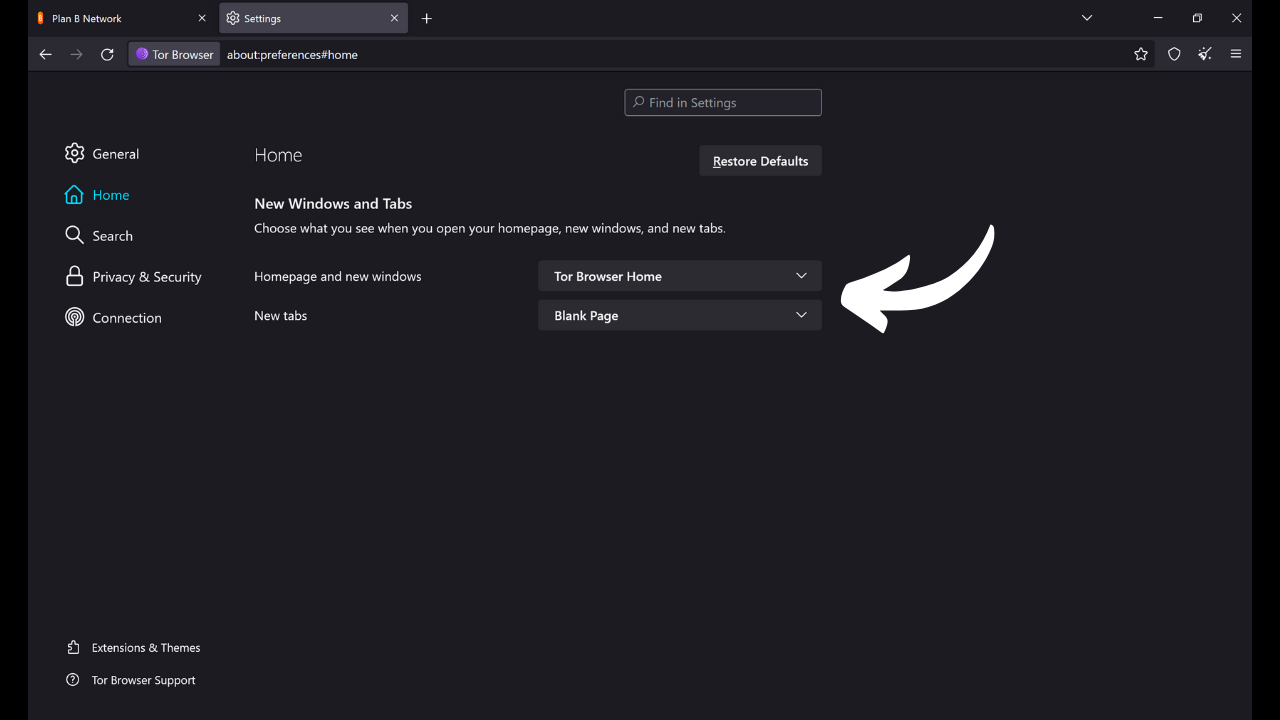 Plan B Network
Settings
Tor Browser about:preferences#home
Find in Settings
General
Home
Search
Privacy & Security
Connection
Home
Restore Defaults
New Windows and Tabs
Choose what you see when you open your homepage, new windows, and new tabs.
Homepage and new windows Tor Browser Home
New tabs Blank Page
Extensions & Themes
Tor Browser Support